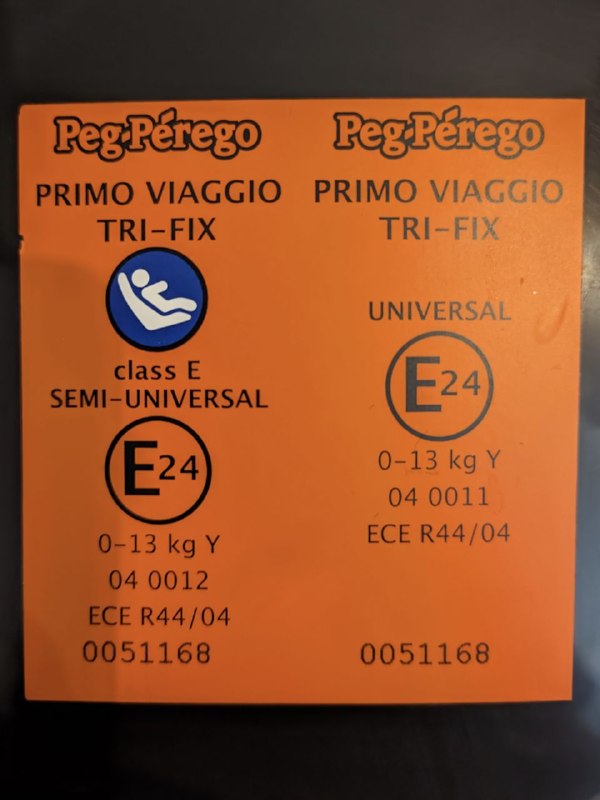 Peg-Pérego
PRIMO VIAGGIO
TRI-FIX
class E
SEMI-UNIVERSAL
E24
0-13 kg Y
04 0012
ECE R44/04
0051168
Peg-Pérego
PRIMO VIAGGIO
TRI-FIX
UNIVERSAL
E24
0-13 kg Y
04 0011
ECE R44/04
0051168